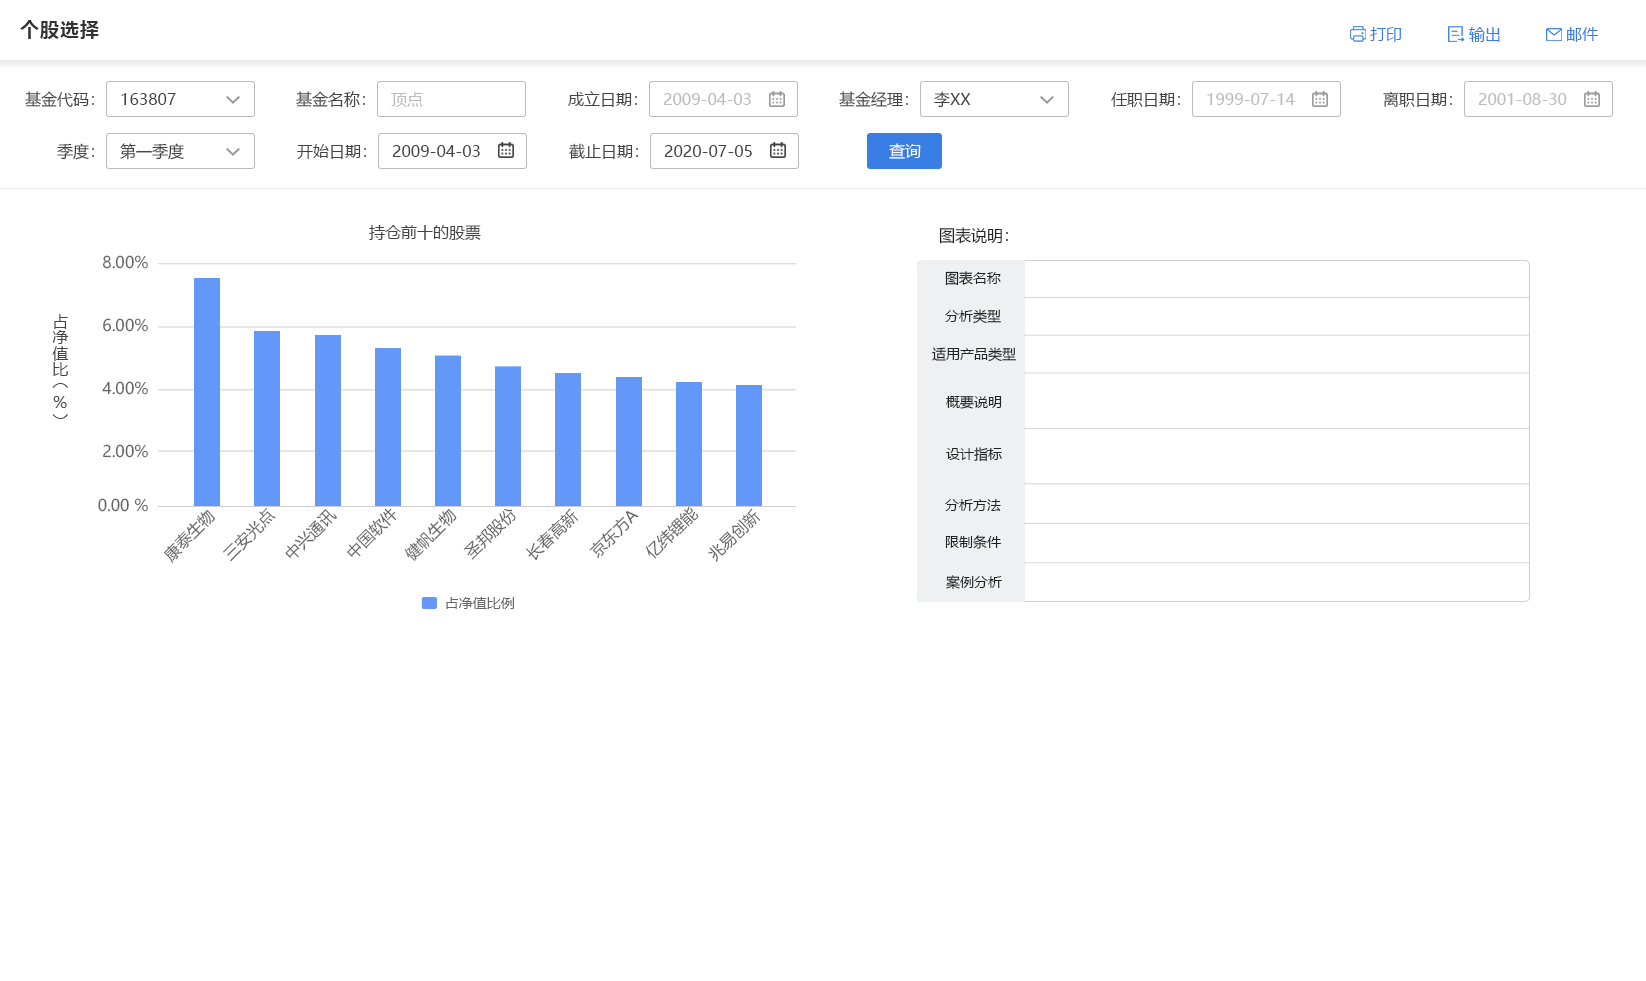 个股选择
打印
输出
邮件
基金代码： 163807
基金名称： 顶点
成立日期： 2009-04-03
基金经理： 李XX
任职日期： 1999-07-14
离职日期： 2001-08-30
季度： 第一季度
开始日期： 2009-04-03
截止日期： 2020-07-05
查询
持仓前十的股票
占净值比（%）
8.00%
6.00%
4.00%
2.00%
0.00 %
康泰生物
三安光点
中兴通讯
中国软件
健帆生物
圣邦股份
长春高新
京东方A
亿纬锂能
兆易创新
占净值比例
图表说明：
图表名称
分析类型
适用产品类型
概要说明
设计指标
分析方法
限制条件
案例分析